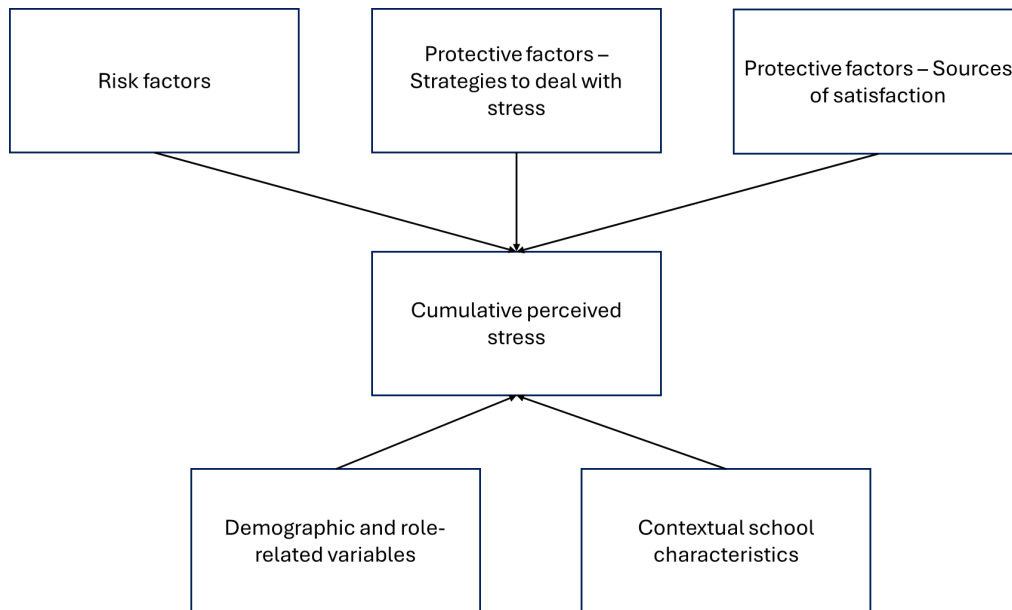 Risk factors
Protective factors –
Strategies to deal with
stress
Protective factors – Sources
of satisfaction
Cumulative perceived
stress
Demographic and role-
related variables
Contextual school
characteristics